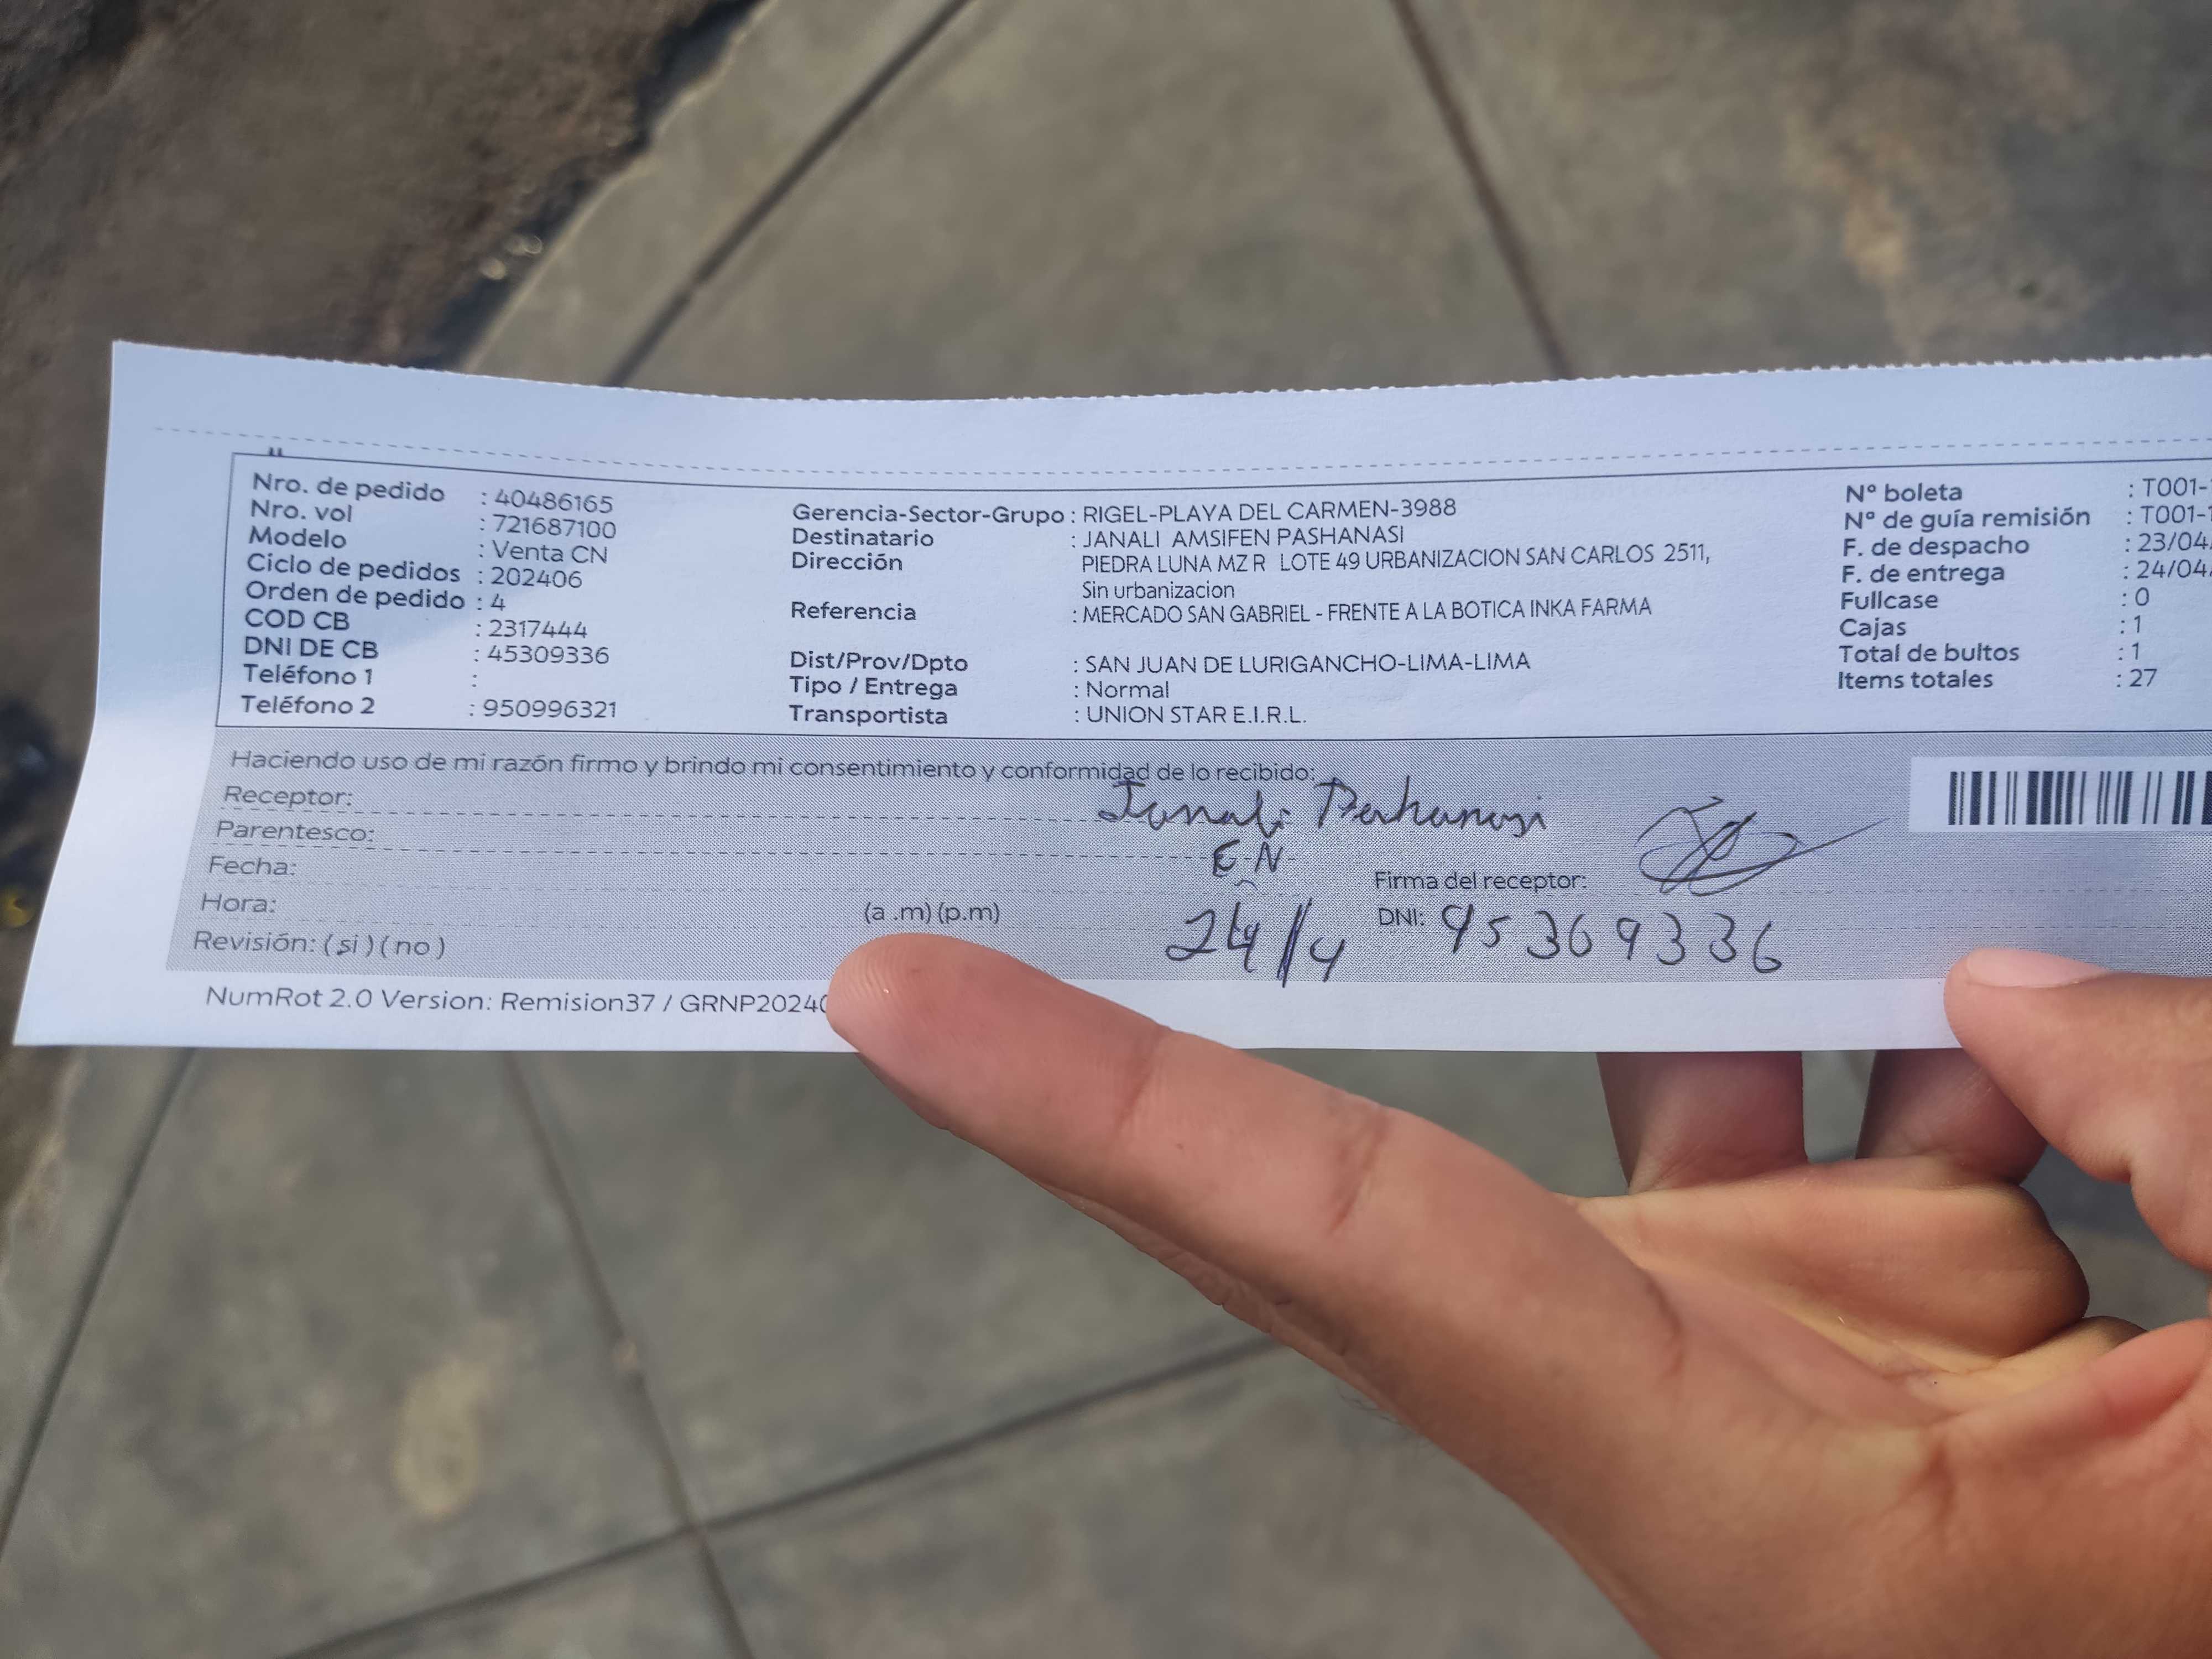 Nro. de pedido : 40486165
Nro. vol : 721687100
Modelo : Venta CN
Ciclo de pedidos : 202406
Orden de pedido : 4
COD CB : 2317444
DNI DE CB : 45309336
Teléfono 1 :
Teléfono 2 : 950996321
Gerencia-Sector-Grupo : RIGEL-PLAYA DEL CARMEN-3988
Destinatario : JANALI AMSIFEN PASHANASI
Dirección PIEDRA LUNA MZ R LOTE 49 URBANIZACION SAN CARLOS 2511,
Sin urbanizacion
Referencia : MERCADO SAN GABRIEL - FRENTE A LA BOTICA INKA FARMA
Dist/Prov/Dpto : SAN JUAN DE LURIGANCHO-LIMA-LIMA
Tipo / Entrega : Normal
Transportista : UNION STAR E.I.R.L.
Nº boleta : T001-
Nº de guía remisión : T001-1
F. de despacho : 23/04
F. de entrega : 24/04
Fullcase : 0
Cajas : 1
Total de bultos : 1
Items totales : 27
Haciendo uso de mi razón firmo y brindo mi consentimiento y conformidad de lo recibido:
Receptor: Janali Pashanasi
Parentesco: EN
Fecha:
Firma del receptor:
Hora: (a .m) (p.m) 24/4 DNI: 95309336
Revisión: ( si ) ( no )
NumRot 2.0 Version: Remision37 / GRNP2024